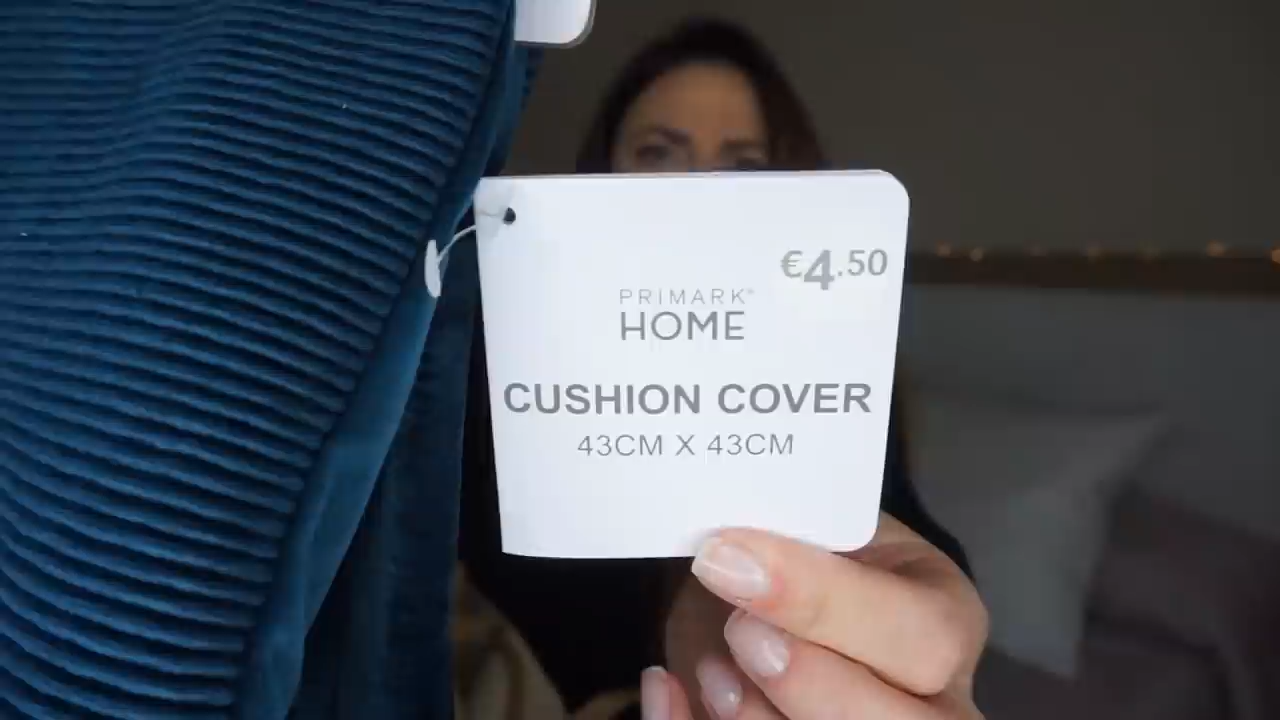 €4.50
PRIMARK®
HOME
CUSHION COVER
43CM X 43CM